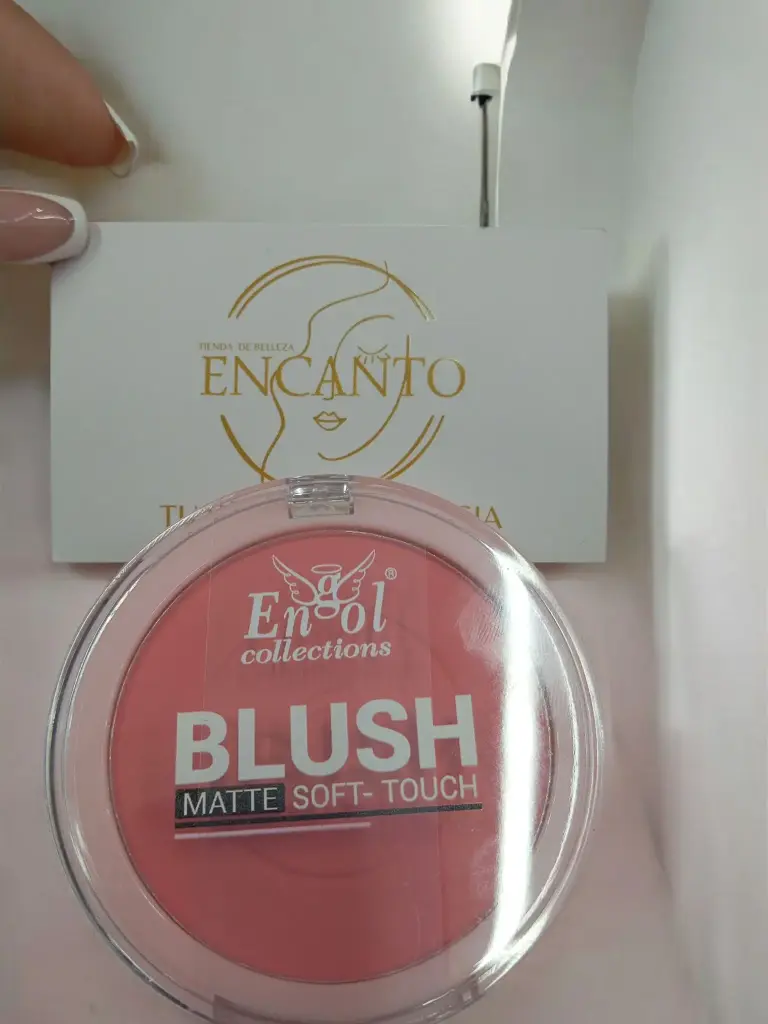 TIENDA DE BELLEZA
ENCANTO
Engol®
collections
BLUSH
MATTE SOFT- TOUCH